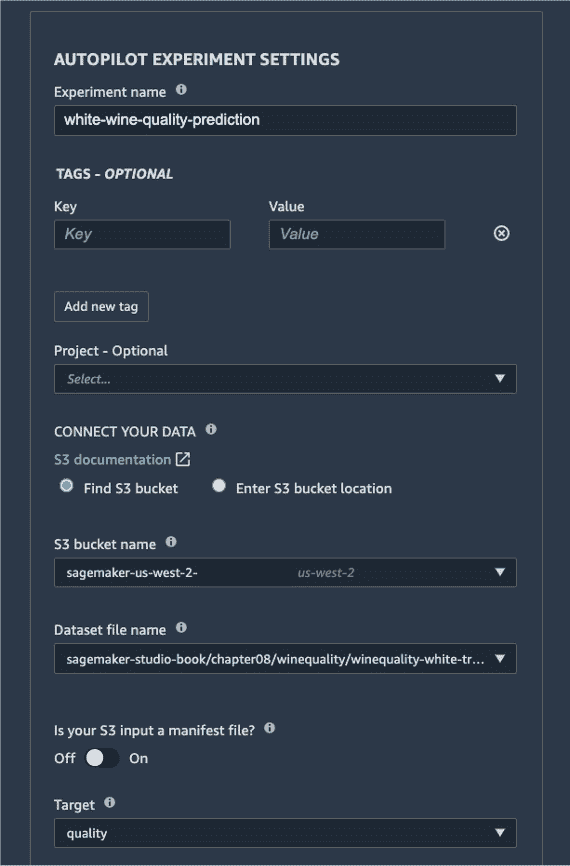 AUTOPILOT EXPERIMENT SETTINGS
Experiment name
white-wine-quality-prediction
TAGS - OPTIONAL
Key Value
Key Value
Add new tag
Project - Optional
Select...
CONNECT YOUR DATA
S3 documentation
Find S3 bucket Enter S3 bucket location
S3 bucket name
sagemaker-us-west-2- us-west-2
Dataset file name
sagemaker-studio-book/chapter08/winequality/winequality-white-tr...
Is your S3 input a manifest file?
Off On
Target
quality